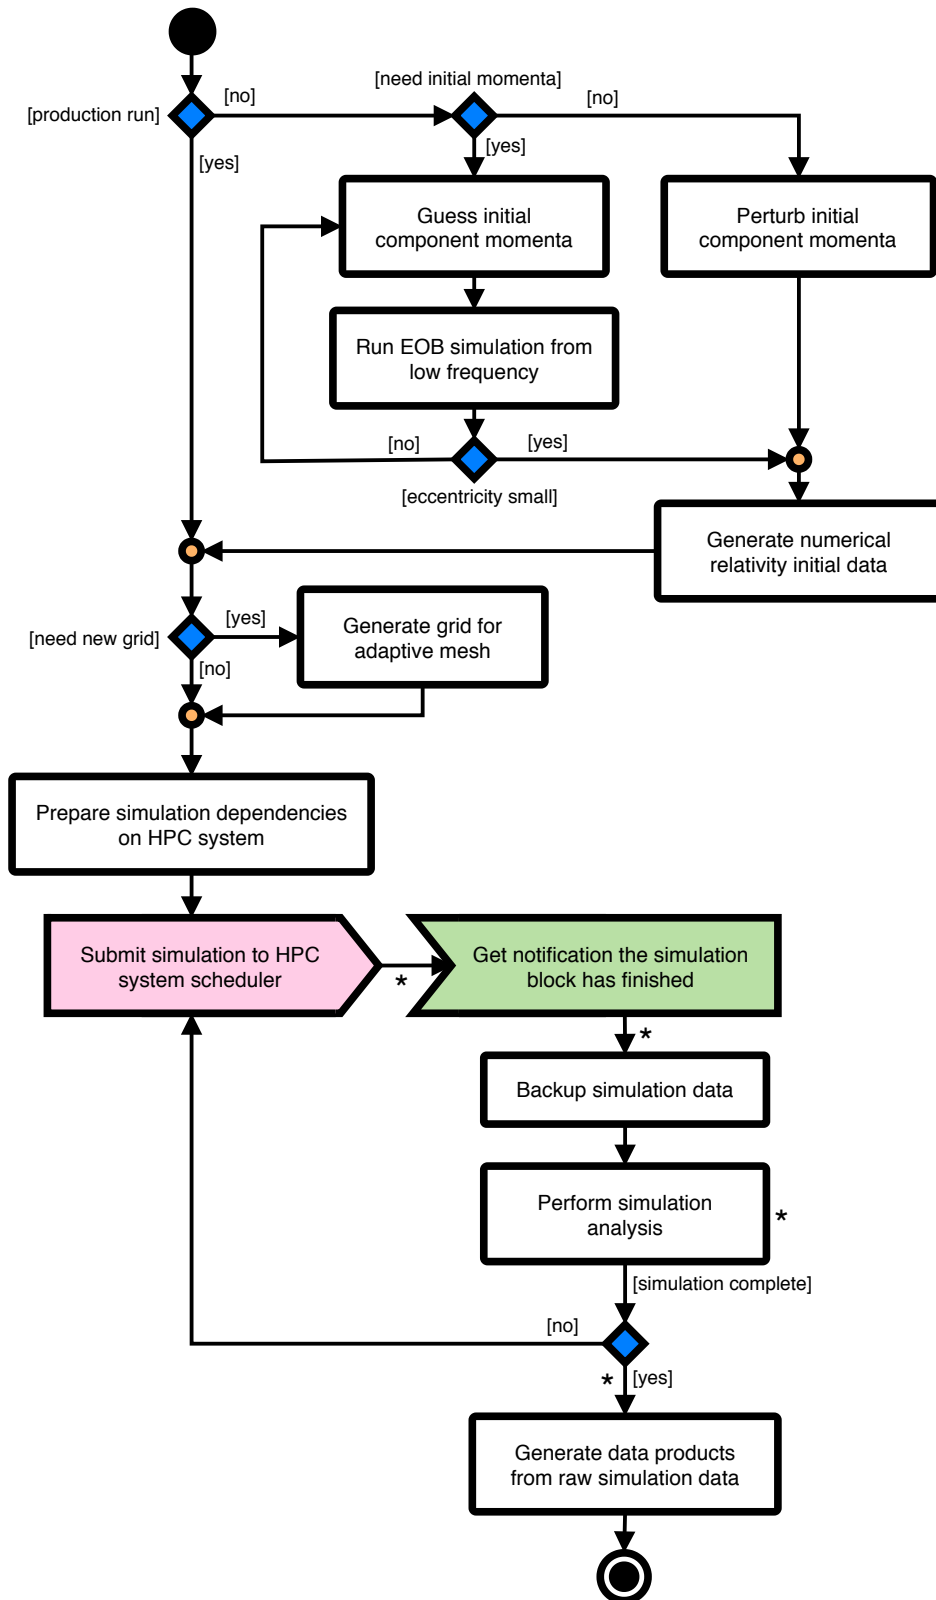 [need initial momenta]
[no]
[no]
[production run]
[yes]
[yes]
Guess initial
component momenta
Perturb initial
component momenta
Run EOB simulation from
low frequency
[no]
[yes]
[eccentricity small]
Generate numerical
relativity initial data
[yes]
[need new grid]
Generate grid for
adaptive mesh
[no]
Prepare simulation dependencies
on HPC system
Submit simulation to HPC
system scheduler
*
Get notification the simulation
block has finished
*
Backup simulation data
Perform simulation
analysis
*
[simulation complete]
[no]
*
[yes]
Generate data products
from raw simulation data